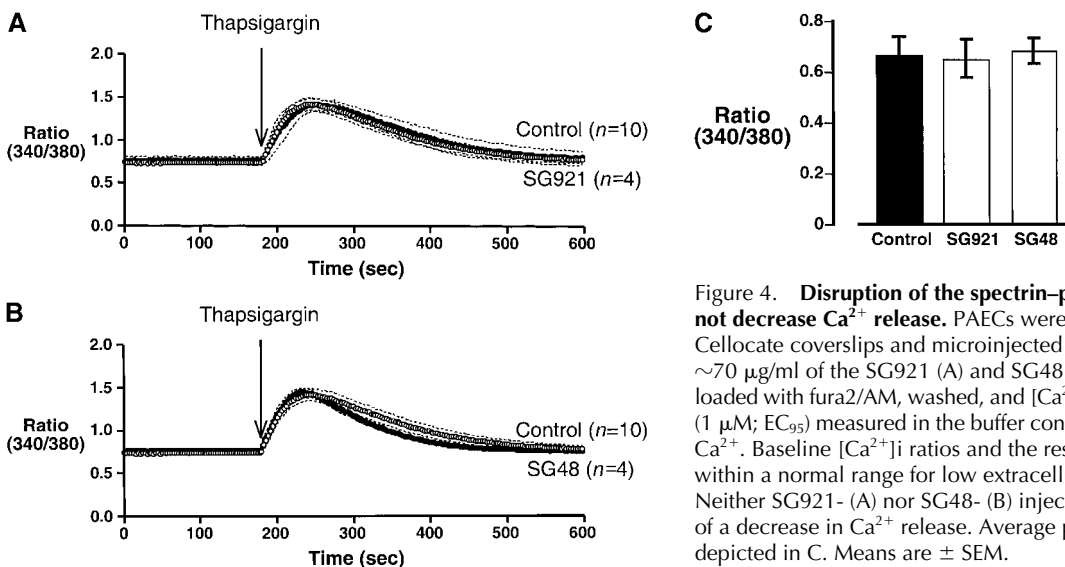 A
Thapsigargin
2.0
1.5
Ratio
(340/380)
1.0
0.5
0.0
Control (n=10)
SG921 (n=4)
0 100 200 300 400 500 600
Time (sec)
B
Thapsigargin
2.0
1.5
Ratio
(340/380)
1.0
0.5
0.0
Control (n=10)
SG48 (n=4)
0 100 200 300 400 500 600
Time (sec)
C
0.8
0.6
Ratio
(340/380)
0.4
0.2
0
Control SG921 SG48
Figure 4. Disruption of the spectrin–p
not decrease Ca²⁺ release. PAECs were
Cellocate coverslips and microinjected
~70 μg/ml of the SG921 (A) and SG48
loaded with fura2/AM, washed, and [Ca²
(1 μM; EC₉₅) measured in the buffer con
Ca²⁺. Baseline [Ca²⁺]i ratios and the res
within a normal range for low extracell
Neither SG921- (A) nor SG48- (B) injec
of a decrease in Ca²⁺ release. Average p
depicted in C. Means are ± SEM.